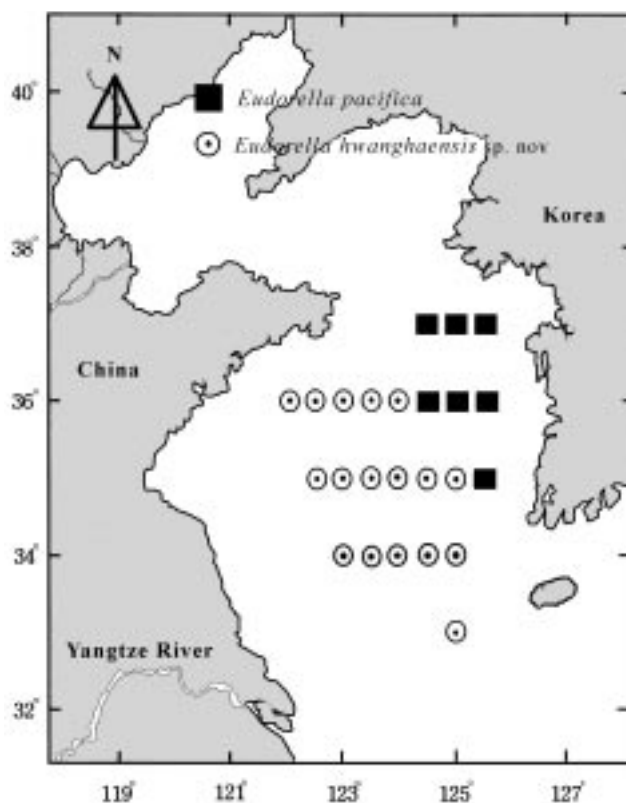 N
40°
Eudorella pacifica
Eudorella hwanghaensis sp. nov
Korea
38°
China
36°
34°
Yangtze River
32°
119° 121° 123° 125° 127°